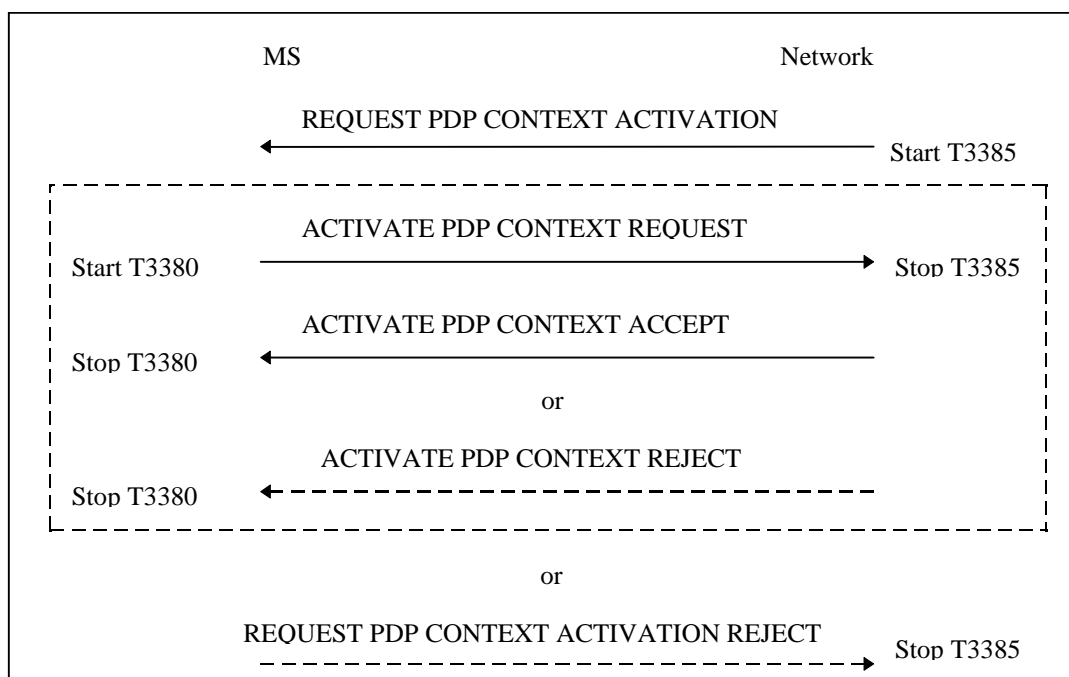 MS Network
REQUEST PDP CONTEXT ACTIVATION
Start T3385
ACTIVATE PDP CONTEXT REQUEST
Start T3380 Stop T3385
ACTIVATE PDP CONTEXT ACCEPT
Stop T3380
or
ACTIVATE PDP CONTEXT REJECT
Stop T3380
or
REQUEST PDP CONTEXT ACTIVATION REJECT
Stop T3385